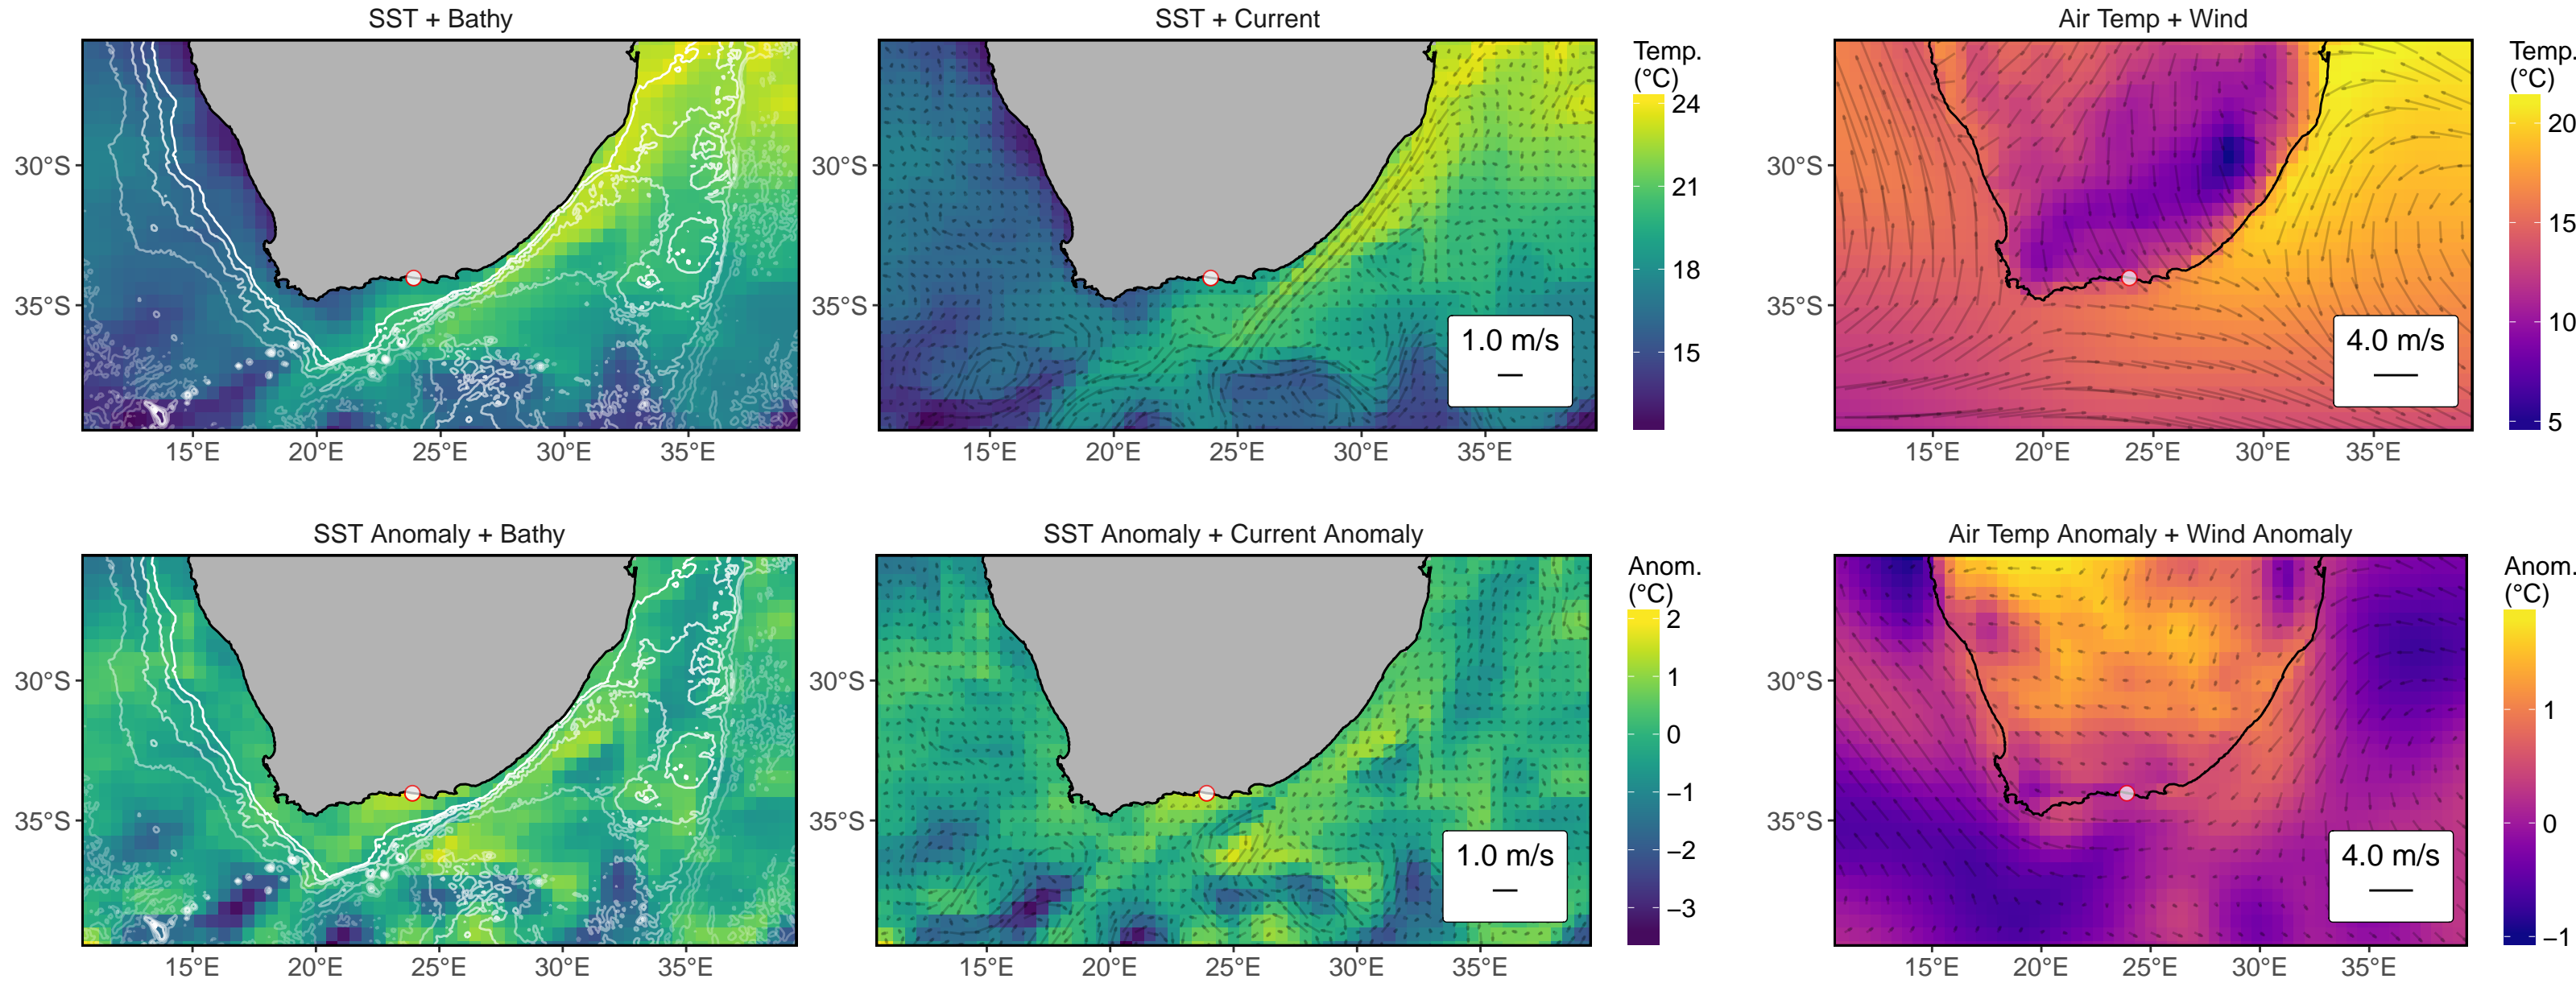 SST + Bathy
SST + Current
Air Temp + Wind
30°S
35°S
15°E
20°E
25°E
30°E
35°E
30°S
35°S
15°E
20°E
25°E
30°E
35°E
1.0 m/s
Temp.
(°C)
24
21
18
15
30°S
35°S
15°E
20°E
25°E
30°E
35°E
4.0 m/s
Temp.
(°C)
20
15
10
5
SST Anomaly + Bathy
SST Anomaly + Current Anomaly
Air Temp Anomaly + Wind Anomaly
30°S
35°S
15°E
20°E
25°E
30°E
35°E
30°S
35°S
15°E
20°E
25°E
30°E
35°E
1.0 m/s
Anom.
(°C)
2
1
0
−1
−2
−3
30°S
35°S
15°E
20°E
25°E
30°E
35°E
4.0 m/s
Anom.
(°C)
1
0
−1